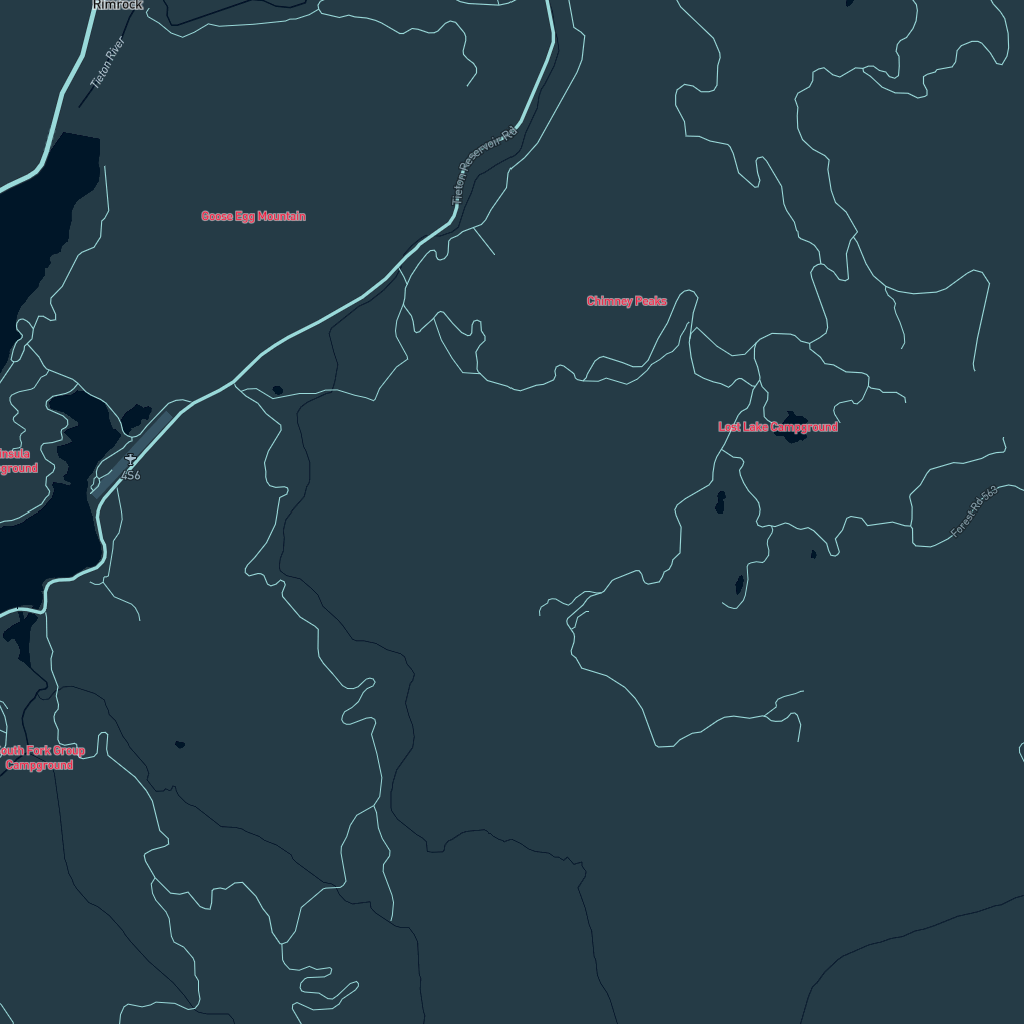 Rimrock
Tieton River
Tieton Reservoir Rd
Goose Egg Mountain
Chimney Peaks
Lost Lake Campground
insula
ground
4S6
Forest Rd 563
outh Fork Group
Campground